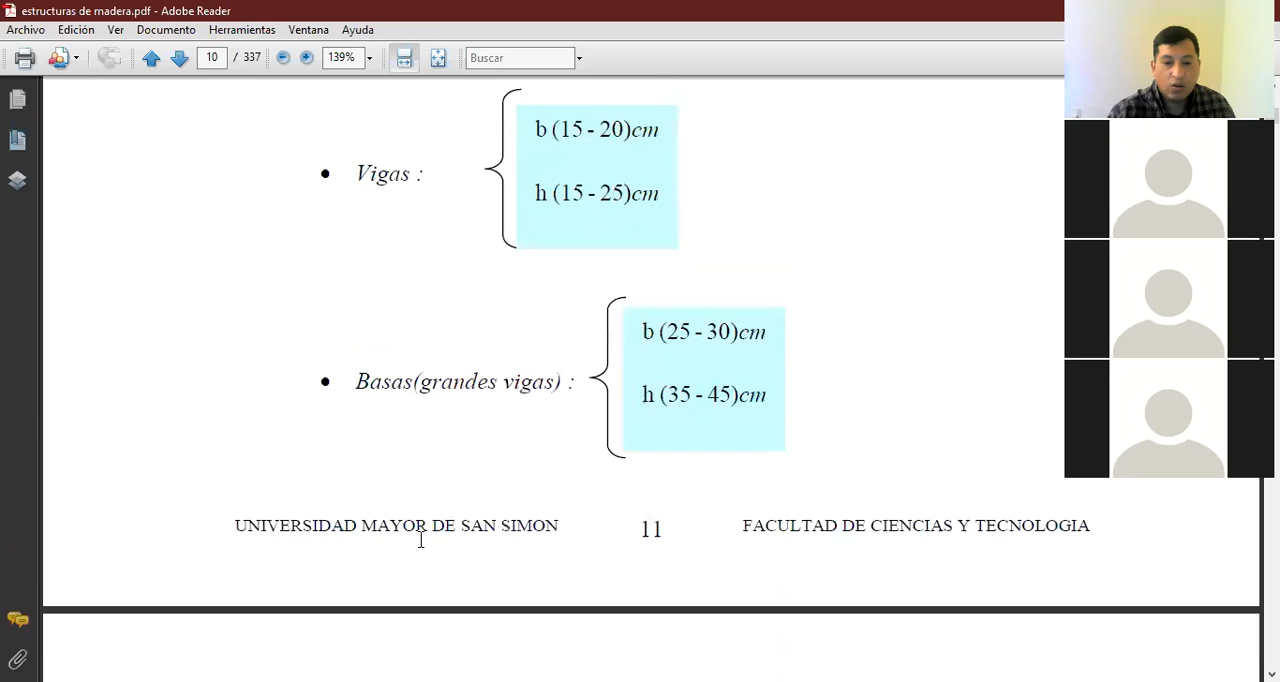 estructuras de madera.pdf - Adobe Reader
Archivo Edición Ver Documento Herramientas Ventana Ayuda
10 / 337 139% Buscar
b (15 - 20)cm
• Vigas :
h (15 - 25)cm
b (25 - 30)cm
• Basas(grandes vigas) :
h (35 - 45)cm
UNIVERSIDAD MAYOR DE SAN SIMON 11 FACULTAD DE CIENCIAS Y TECNOLOGIA